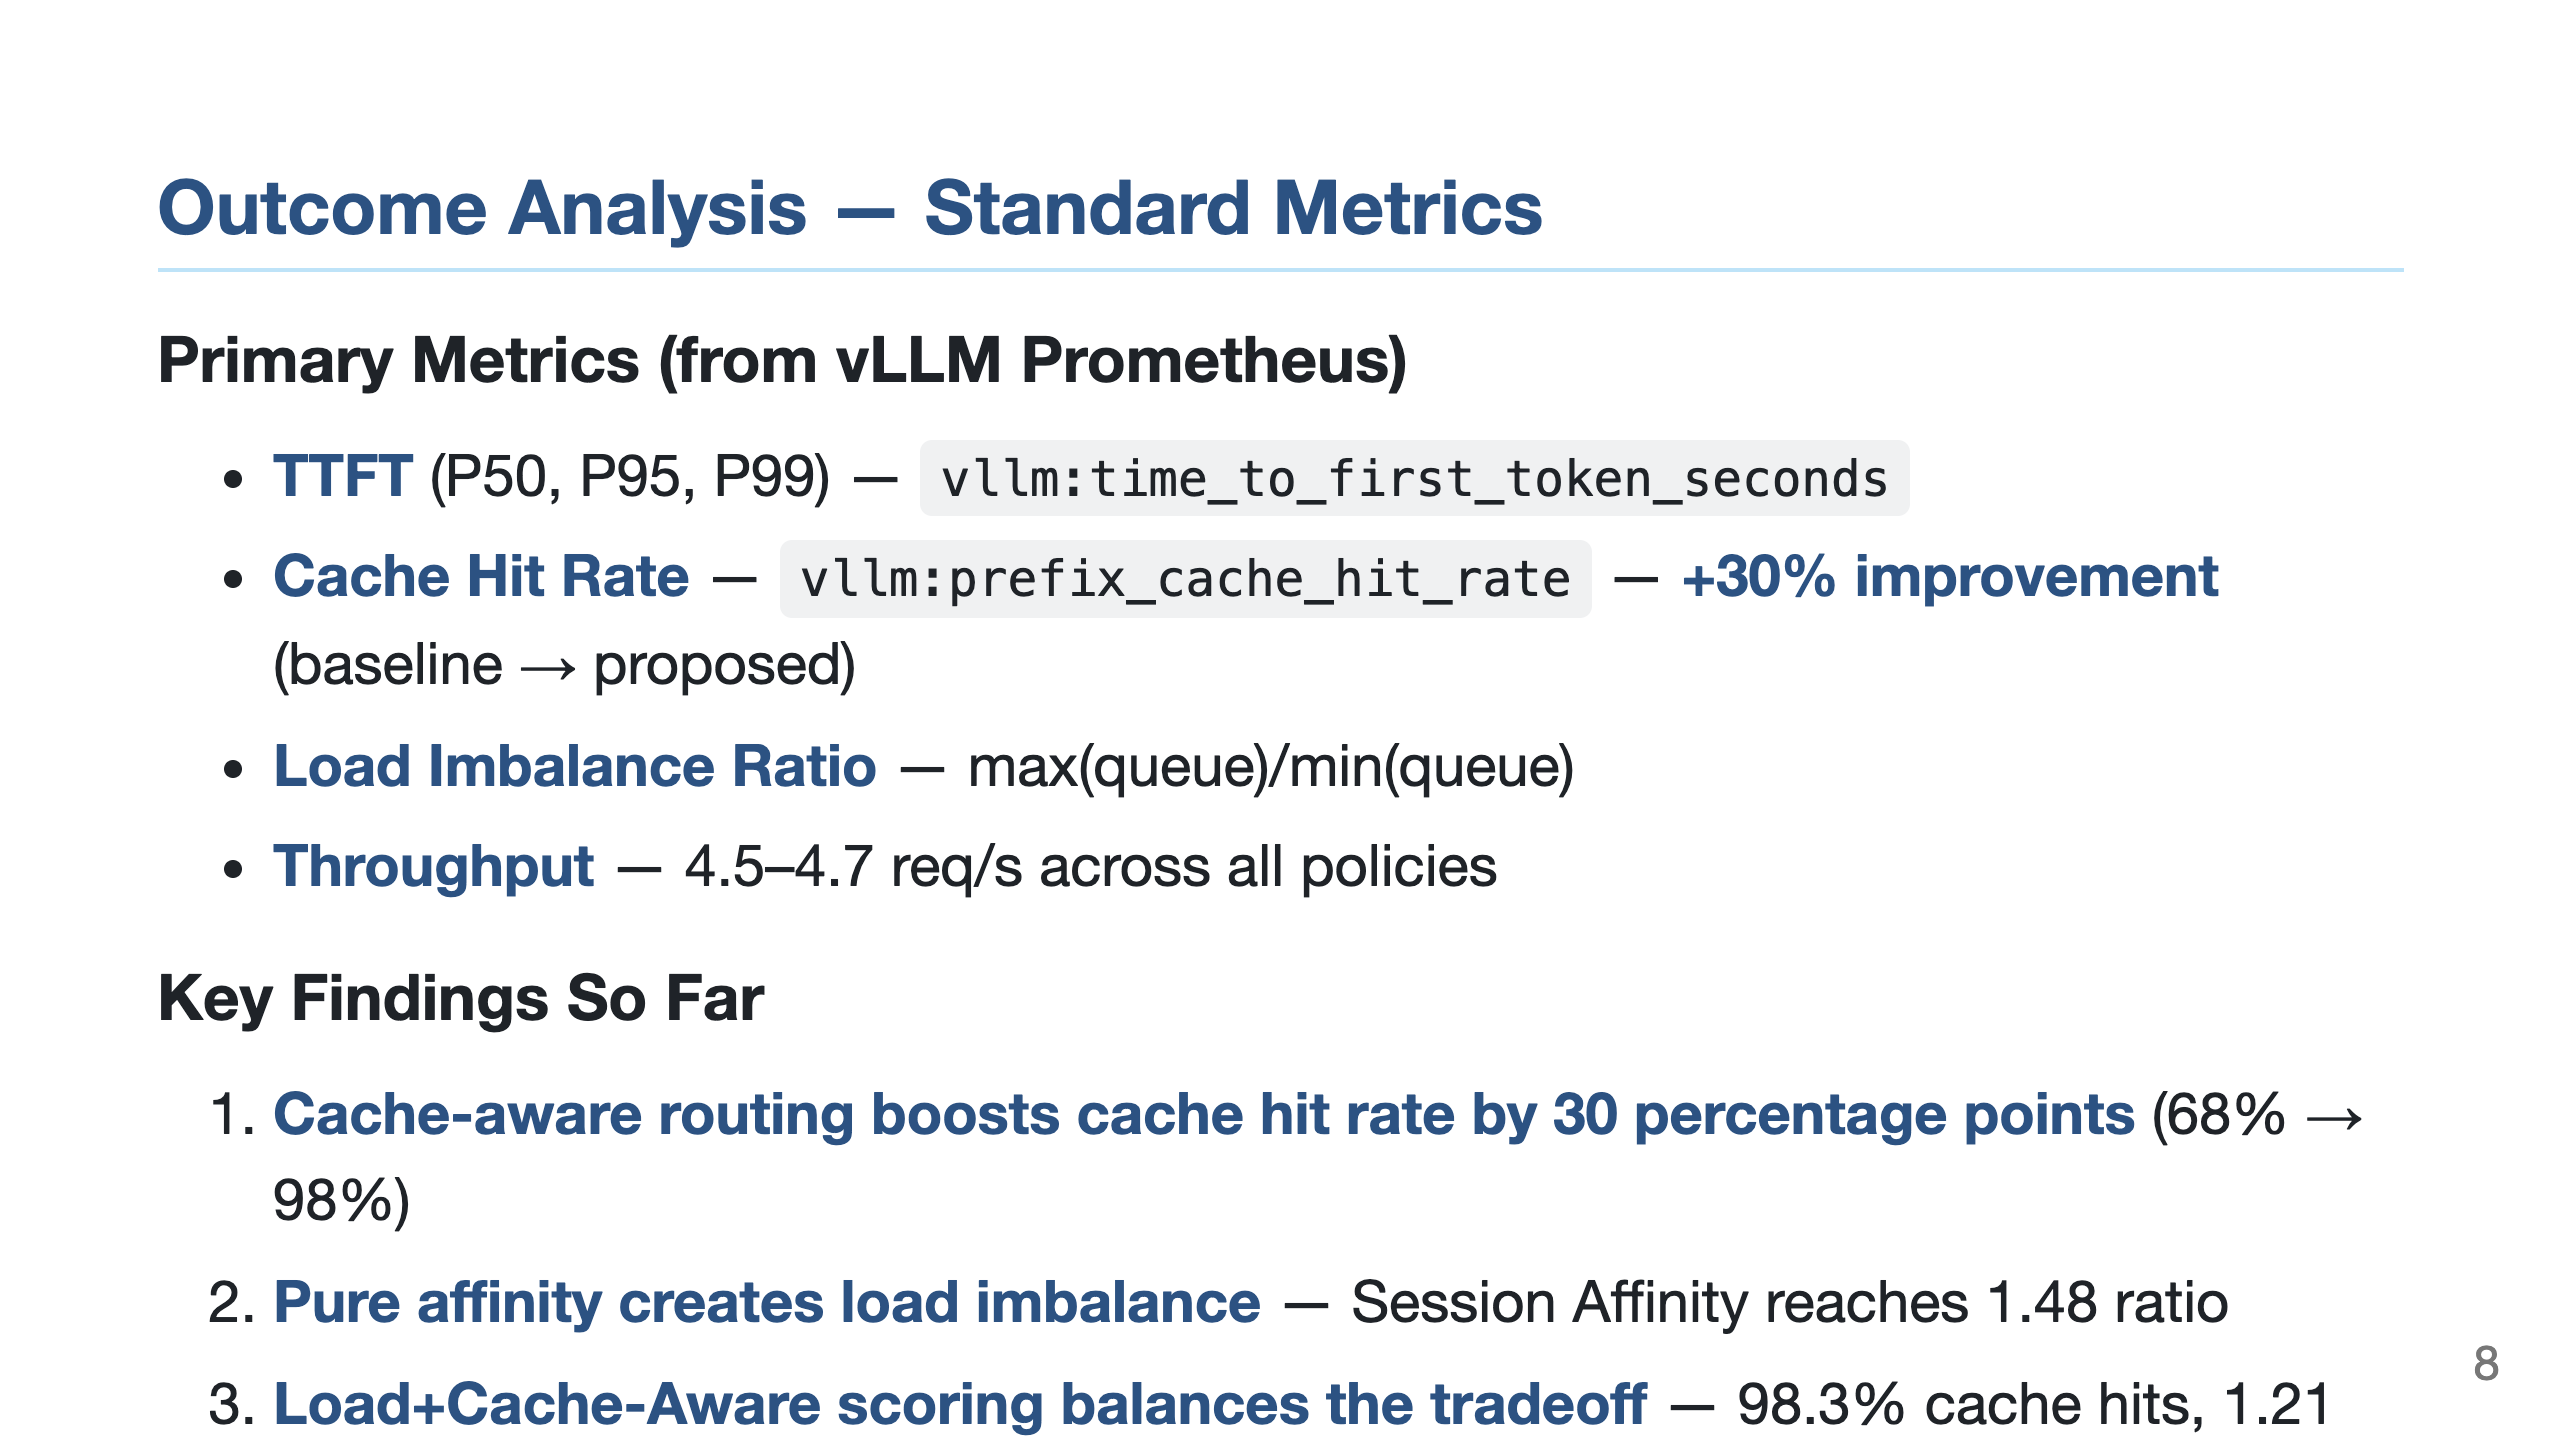 Outcome Analysis — Standard Metrics
Primary Metrics (from vLLM Prometheus)
• TTFT (P50, P95, P99) — vllm:time_to_first_token_seconds
• Cache Hit Rate — vllm:prefix_cache_hit_rate — +30% improvement
(baseline → proposed)
• Load Imbalance Ratio — max(queue)/min(queue)
• Throughput — 4.5–4.7 req/s across all policies
Key Findings So Far
1. Cache-aware routing boosts cache hit rate by 30 percentage points (68% →
98%)
2. Pure affinity creates load imbalance — Session Affinity reaches 1.48 ratio
8
3. Load+Cache-Aware scoring balances the tradeoff — 98.3% cache hits, 1.21